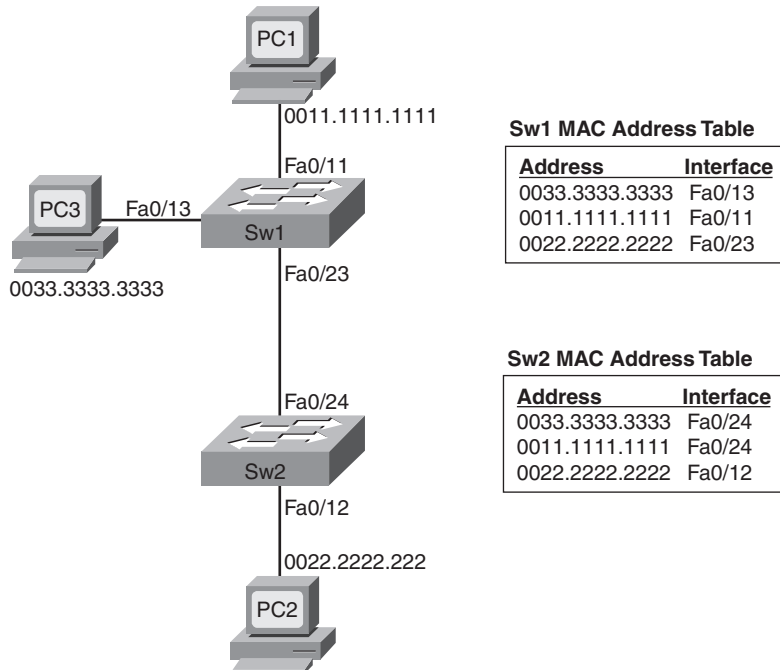 PC1
0011.1111.1111
Fa0/11
PC3
Fa0/13
Sw1
0033.3333.3333
Fa0/23
Fa0/24
Sw2
Fa0/12
0022.2222.222
PC2
Sw1 MAC Address Table
Address Interface
0033.3333.3333 Fa0/13
0011.1111.1111 Fa0/11
0022.2222.2222 Fa0/23
Sw2 MAC Address Table
Address Interface
0033.3333.3333 Fa0/24
0011.1111.1111 Fa0/24
0022.2222.2222 Fa0/12